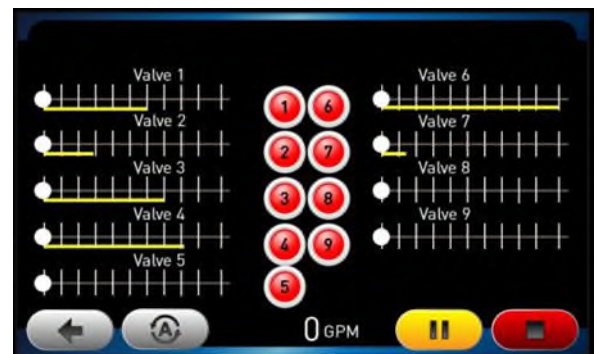 Valve 1
Valve 2
Valve 3
Valve 4
Valve 5
1 6
2 7
3 8
4 9
5
Valve 6
Valve 7
Valve 8
Valve 9
A
0 GPM